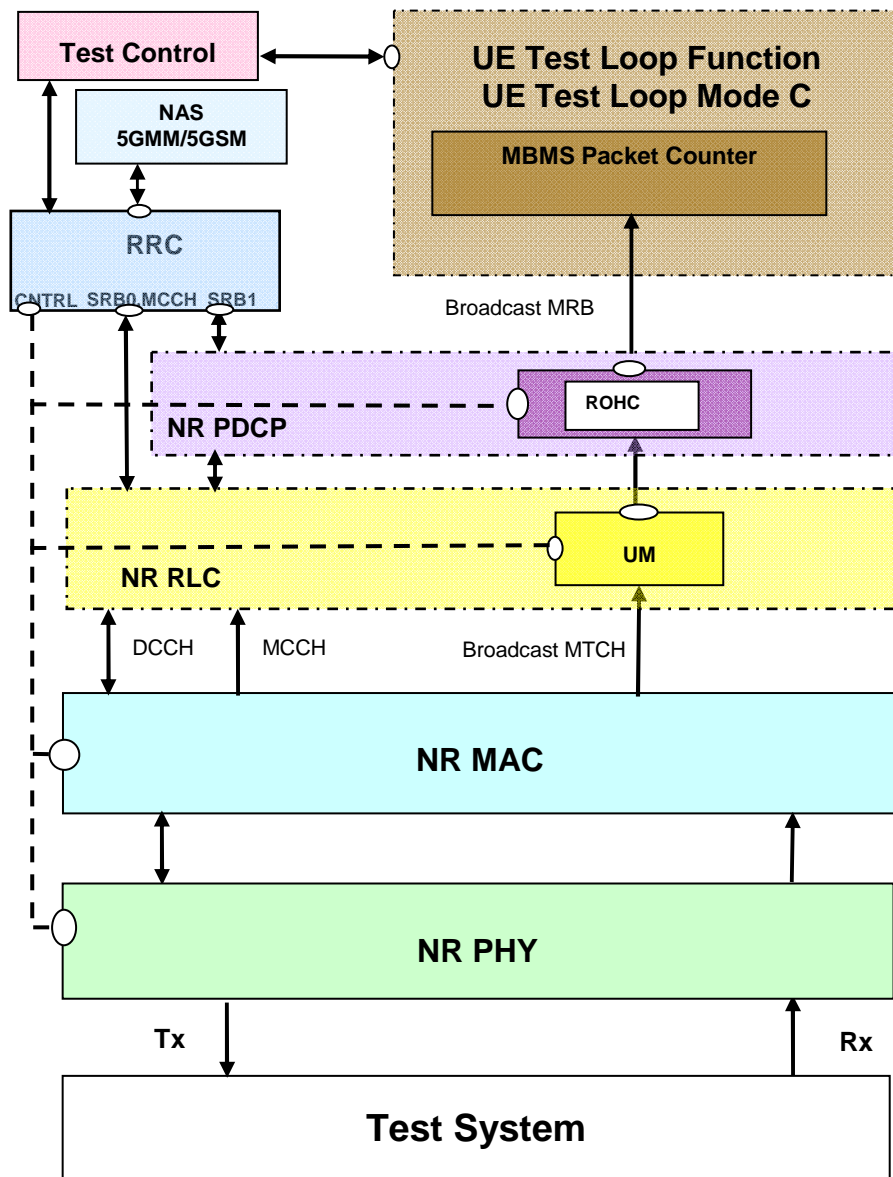 Test Control
UE Test Loop Function
UE Test Loop Mode C
NAS
5GMM/5GSM
MBMS Packet Counter
RRC
CNTRL SRB0,MCCH SRB1
Broadcast MRB
ROHC
NR PDCP
UM
NR RLC
DCCH
MCCH
Broadcast MTCH
NR MAC
NR PHY
Tx
Rx
Test System